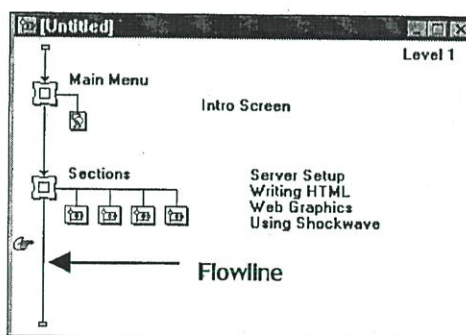 [Untitled]
Level 1
Main Menu
Intro Screen
Sections
Server Setup
Writing HTML
Web Graphics
Using Shockwave
Flowline